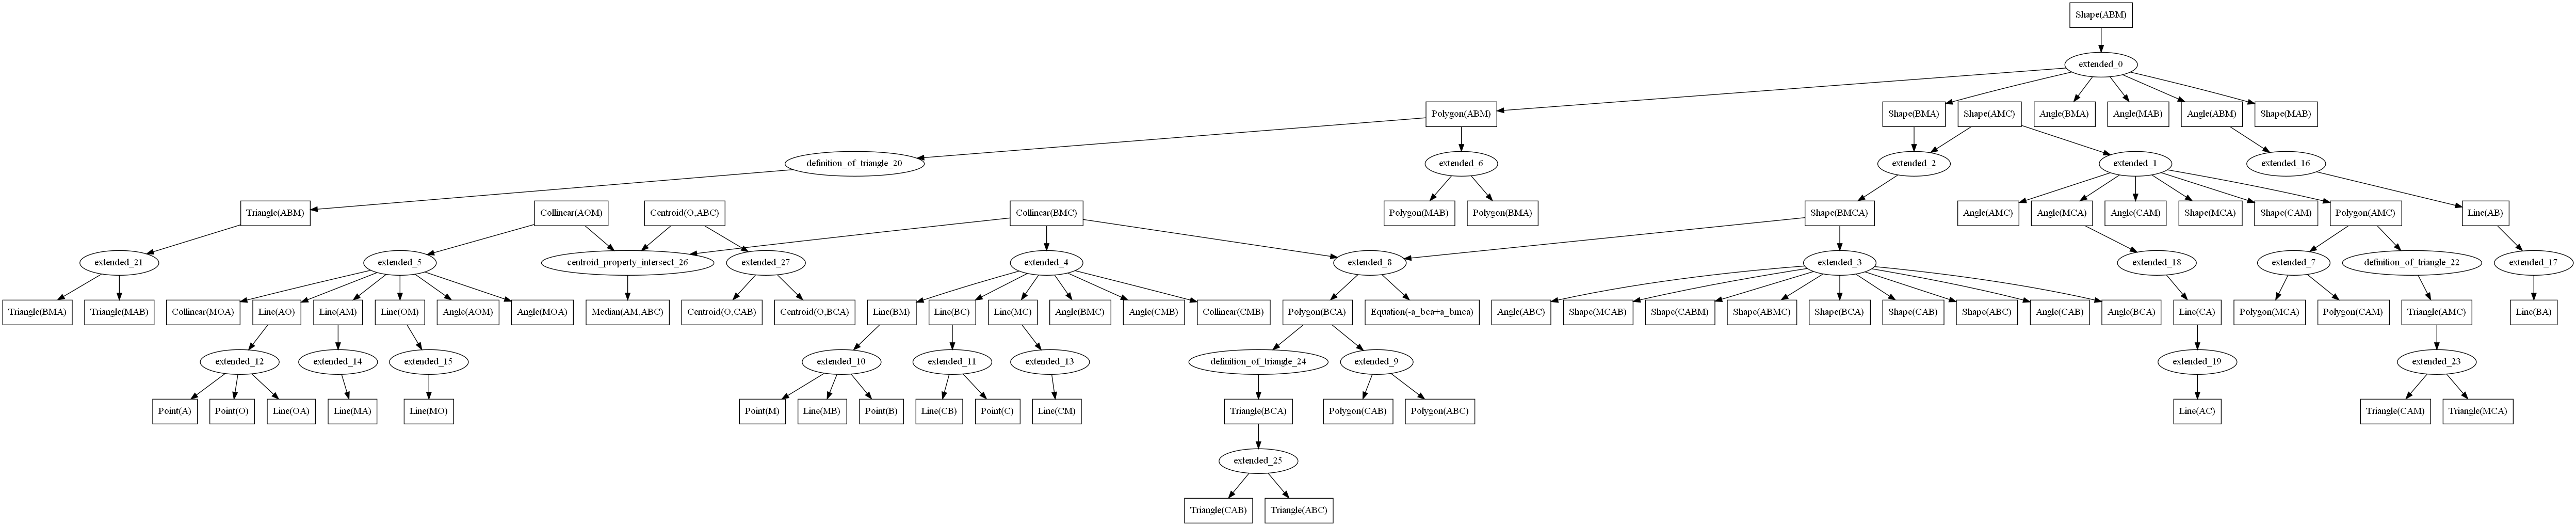 Shape(ABM)
extended_0
Polygon(ABM)
Shape(BMA)
Shape(AMC)
Angle(BMA)
Angle(MAB)
Angle(ABM)
Shape(MAB)
definition_of_triangle_20
extended_6
extended_2
extended_1
extended_16
Triangle(ABM)
Collinear(AOM)
Centroid(O,ABC)
Collinear(BMC)
Polygon(MAB)
Polygon(BMA)
Shape(BMCA)
Angle(AMC)
Angle(MCA)
Angle(CAM)
Shape(MCA)
Shape(CAM)
Polygon(AMC)
Line(AB)
extended_21
extended_5
centroid_property_intersect_26
extended_27
extended_4
extended_8
extended_3
extended_18
extended_7
definition_of_triangle_22
extended_17
Triangle(BMA)
Triangle(MAB)
Collinear(MOA)
Line(AO)
Line(AM)
Line(OM)
Angle(AOM)
Angle(MOA)
Median(AM,ABC)
Centroid(O,CAB)
Centroid(O,BCA)
Line(BM)
Line(BC)
Line(MC)
Angle(BMC)
Angle(CMB)
Collinear(CMB)
Polygon(BCA)
Equation(-a_bca+a_bmca)
Angle(ABC)
Shape(MCAB)
Shape(CABM)
Shape(ABMC)
Shape(BCA)
Shape(CAB)
Shape(ABC)
Angle(CAB)
Angle(BCA)
Line(CA)
Polygon(MCA)
Polygon(CAM)
Triangle(AMC)
Line(BA)
extended_12
extended_14
extended_15
extended_10
extended_11
extended_13
definition_of_triangle_24
extended_9
extended_19
extended_23
Point(A)
Point(O)
Line(OA)
Line(MA)
Line(MO)
Point(M)
Line(MB)
Point(B)
Line(CB)
Point(C)
Line(CM)
Triangle(BCA)
Polygon(CAB)
Polygon(ABC)
Line(AC)
Triangle(CAM)
Triangle(MCA)
extended_25
Triangle(CAB)
Triangle(ABC)